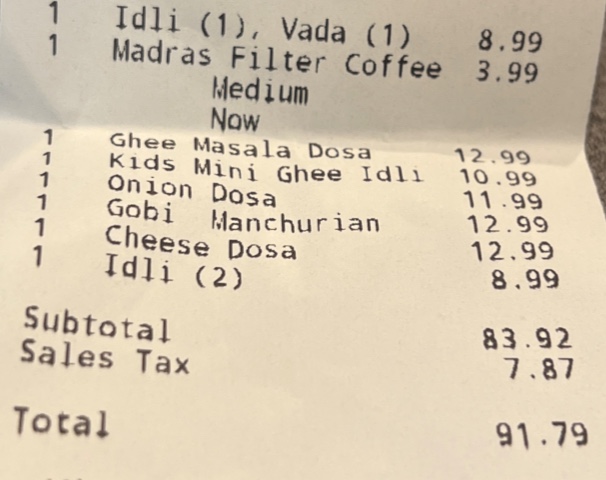 1 Idli (1), Vada (1) 8.99
1 Madras Filter Coffee 3.99
Medium
Now
1 Ghee Masala Dosa 12.99
1 Kids Mini Ghee Idli 10.99
1 Onion Dosa 11.99
1 Gobi Manchurian 12.99
1 Cheese Dosa 12.99
1 Idli (2) 8.99
Subtotal 83.92
Sales Tax 7.87
Total 91.79